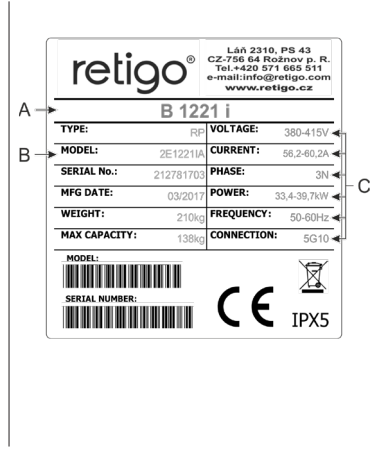 retigo®
Láň 2310, PS 43
CZ-756 64 Rožnov p. R.
Tel.+420 571 665 511
e-mail:info@retigo.com
www.retigo.cz
A
B 1221 i
TYPE: RP VOLTAGE: 380-415V
B MODEL: 2E1221IA CURRENT: 56,2-60,2A
SERIAL No.: 212781703 PHASE: 3N
C
MFG DATE: 03/2017 POWER: 33,4-39,7kW
WEIGHT: 210kg FREQUENCY: 50-60Hz
MAX CAPACITY: 138kg CONNECTION: 5G10
MODEL:
SERIAL NUMBER:
CE
IPX5